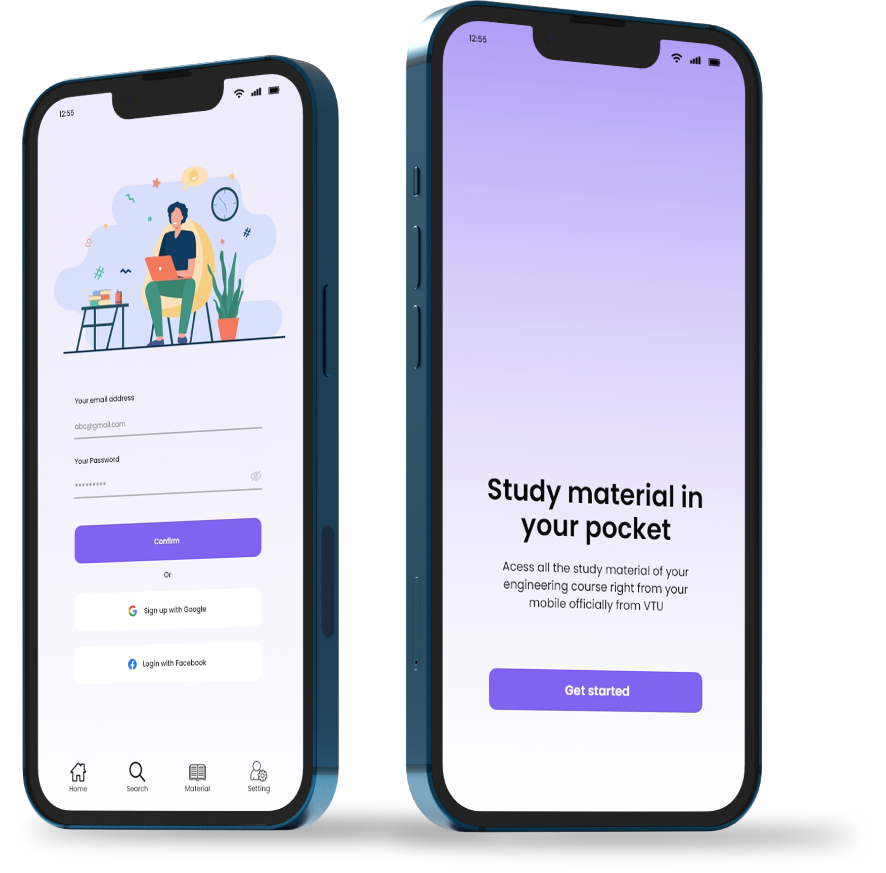 12:55
#
#
Your email address
abc@gmail.com
Your Password
*********
Confirm
Or
Sign up with Google
Login with Facebook
Home
Search
Material
Setting
12:55
Study material in
your pocket
Acess all the study material of your
engineering course right from your
mobile officially from VTU
Get started